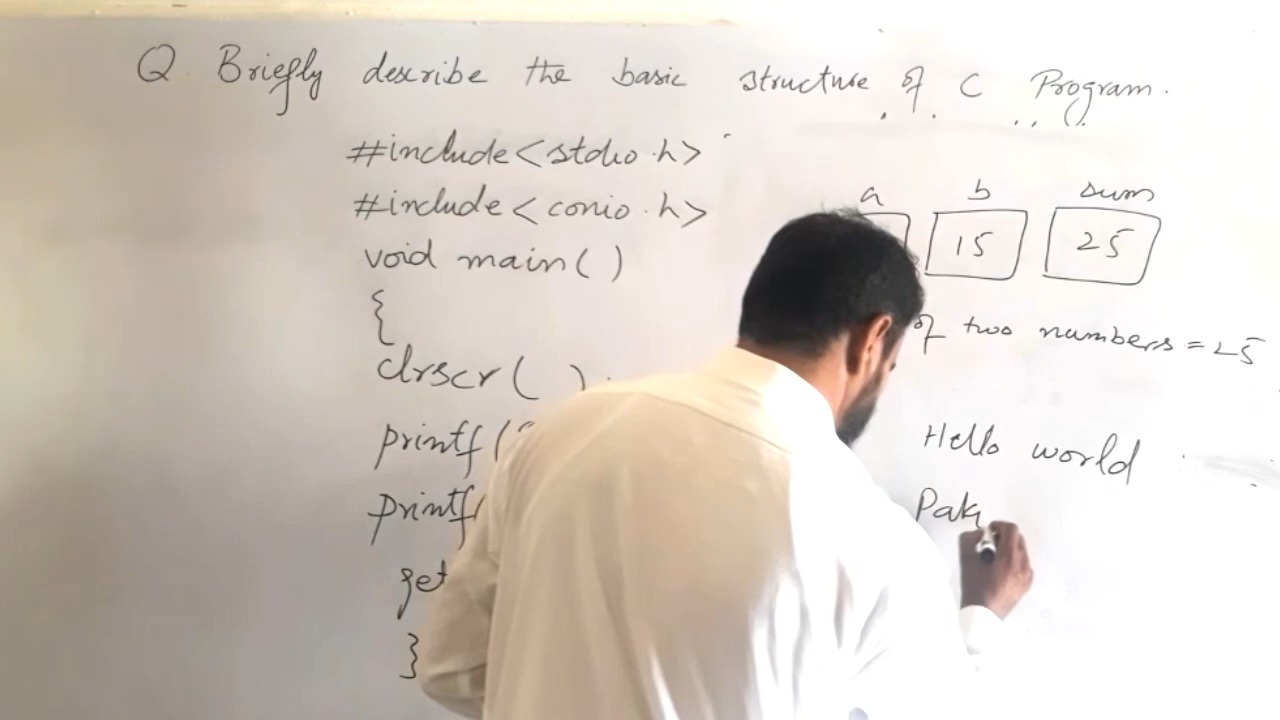 Q Briefly describe the basic structure of C Program.
#include<stdio.h>
#include<conio.h>
void main()
{
clrscr( )
printf("
printf(
get
}
a b sum
15 25
of two numbers = 25
Hello world
Pak